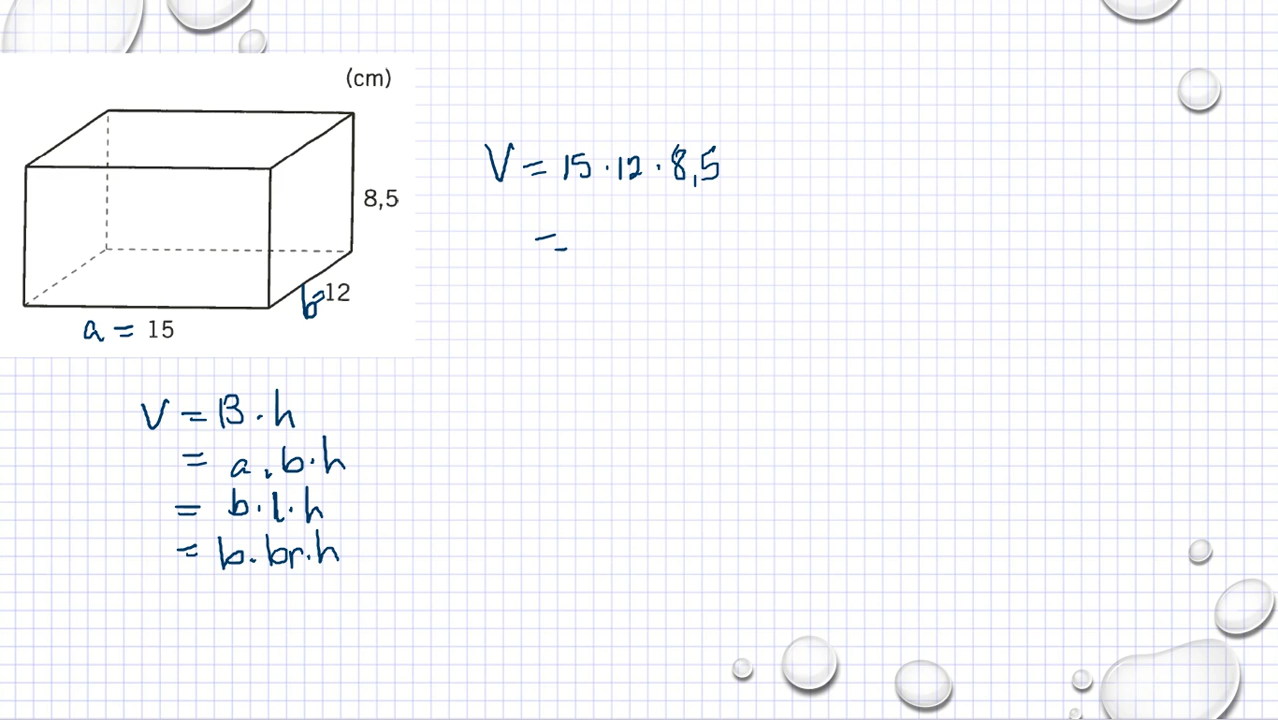 (cm)
8,5
b=12
a = 15
V = 15 · 12 · 8,5
=
V = B · h
= a . b · h
= b · l · h
= b . br . h